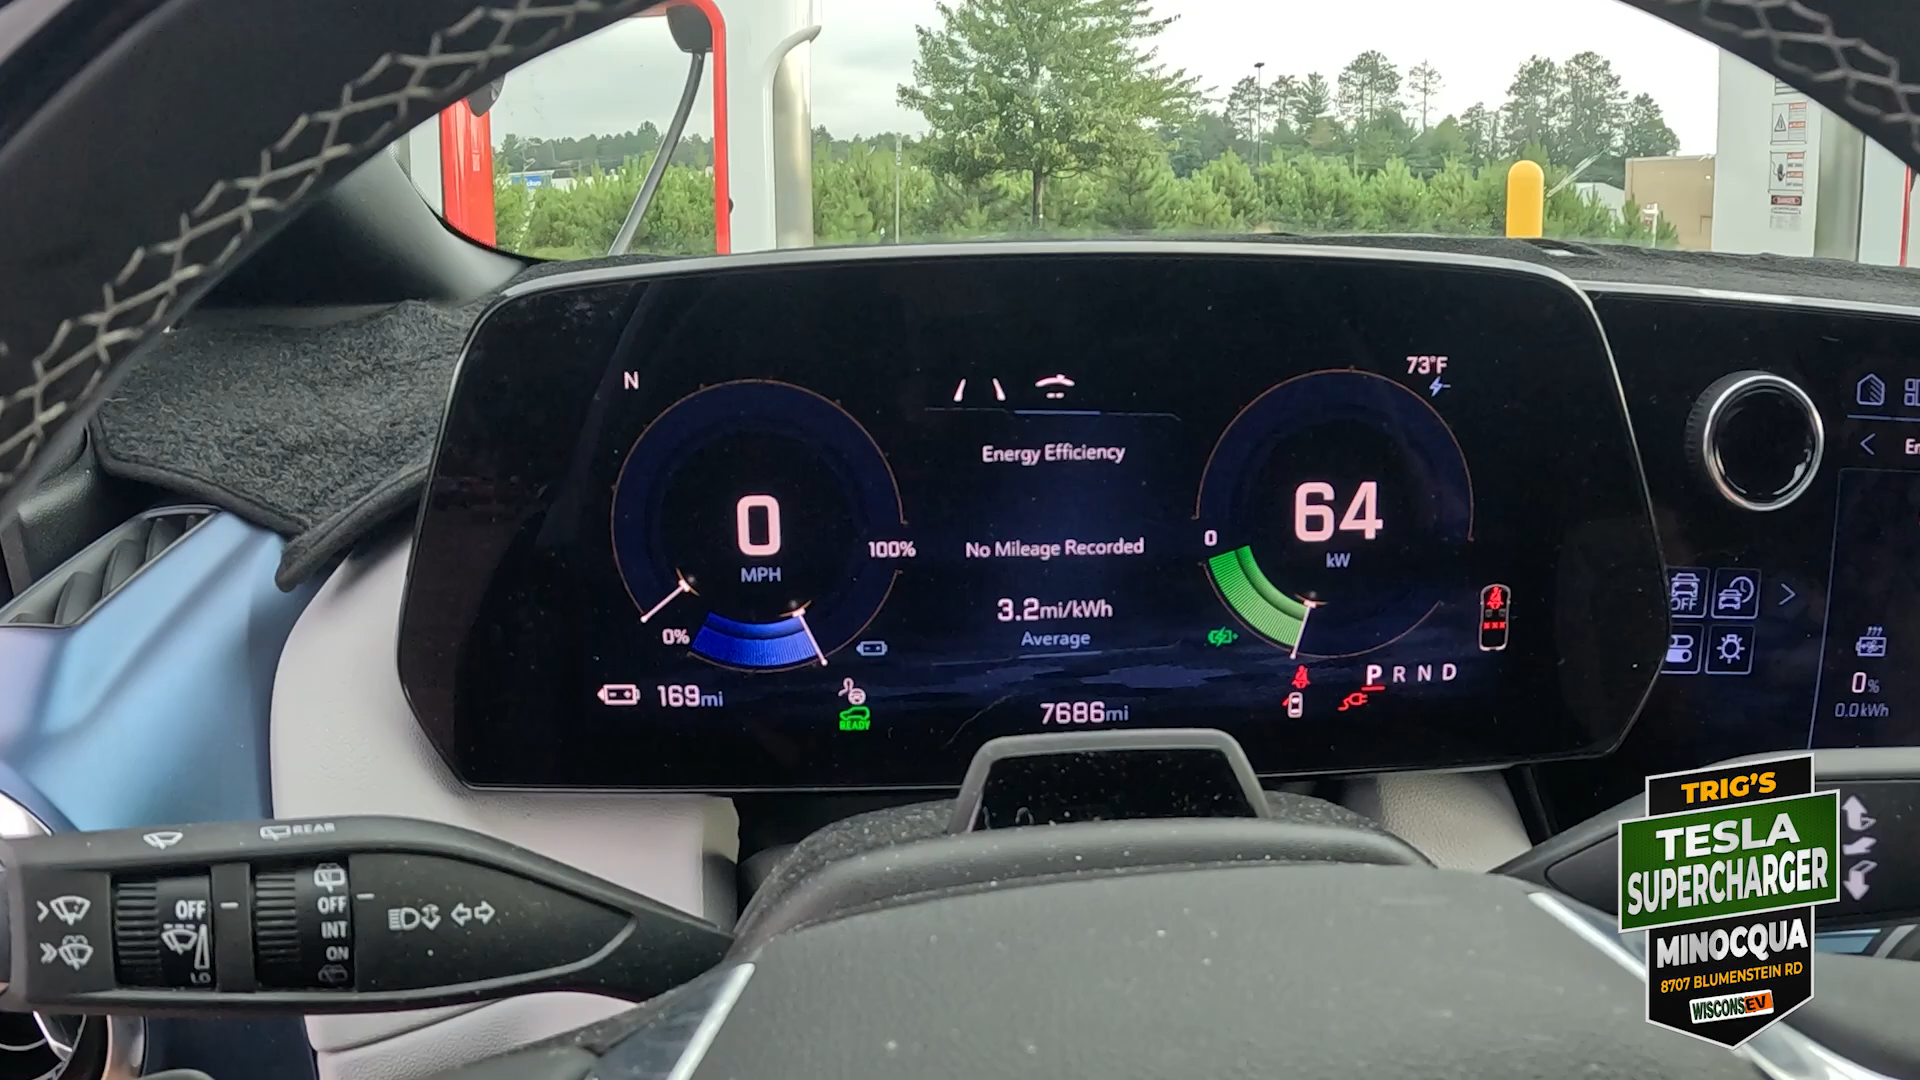 N
73°F
Energy Efficiency
0
MPH
100%
0%
No Mileage Recorded
3.2mi/kWh
Average
0
64
kW
169mi
READY
7686mi
P R N D
OFF
0%
0.0kWh
REAR
OFF
LO
OFF
INT
ON
TRIG'S
TESLA
SUPERCHARGER
MINOCQUA
8707 BLUMENSTEIN RD
WISCONSEV